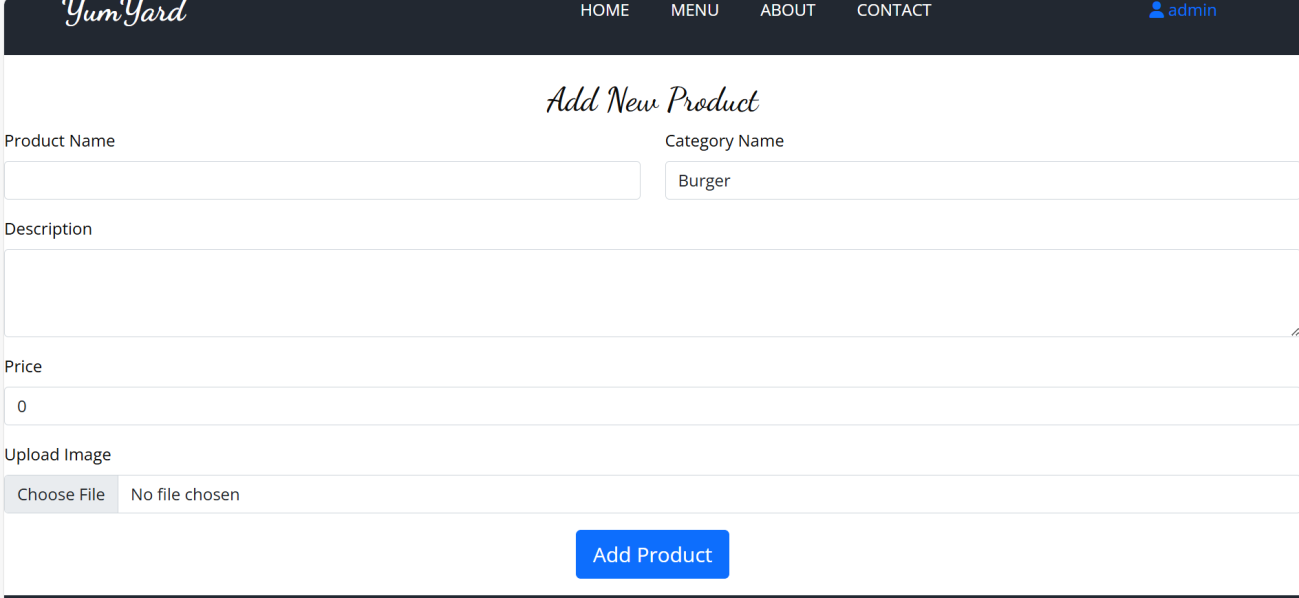 YumYard HOME MENU ABOUT CONTACT admin
Add New Product
Product Name Category Name
Burger
Description
Price
0
Upload Image
Choose File No file chosen
Add Product